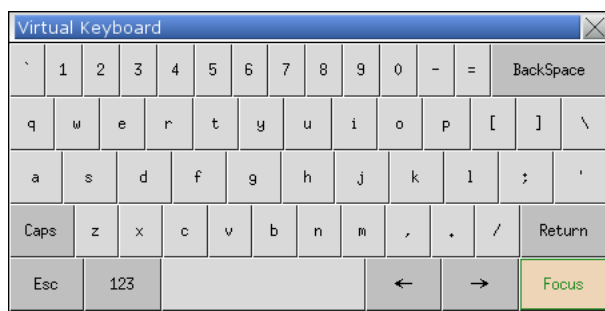 Virtual Keyboard
` 1 2 3 4 5 6 7 8 9 0 - = BackSpace
q w e r t y u i o p [ ] \
a s d f g h j k l ; '
Caps z x c v b n m , . / Return
Esc 123 ← → Focus